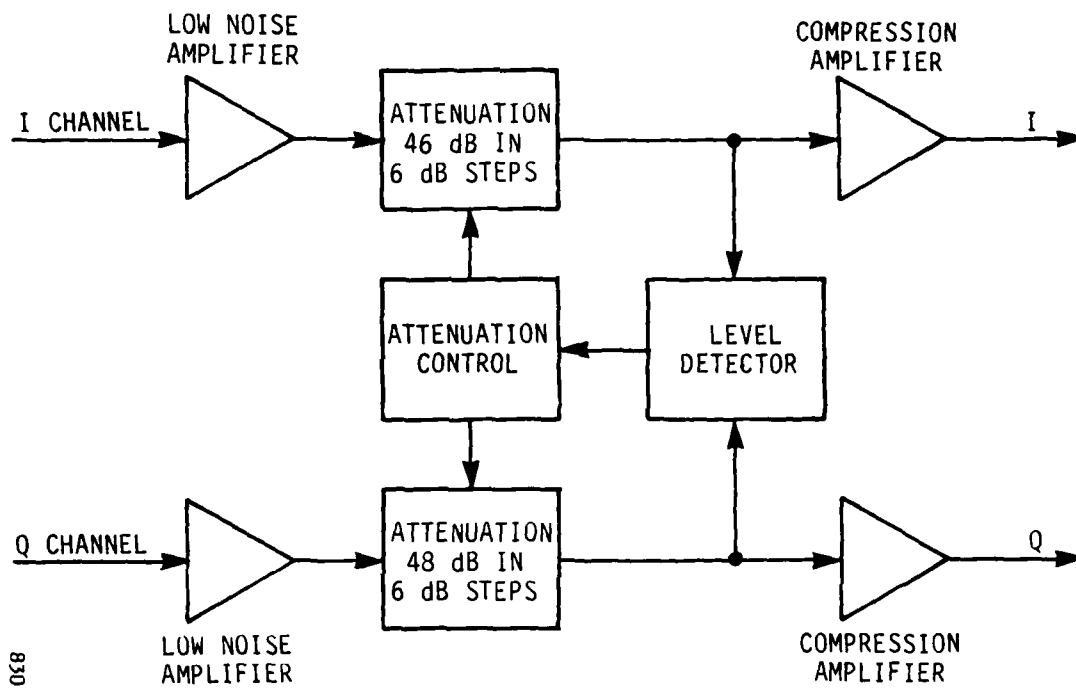 LOW NOISE
AMPLIFIER
COMPRESSION
AMPLIFIER
I CHANNEL
ATTENUATION
46 dB IN
6 dB STEPS
I
ATTENUATION
CONTROL
LEVEL
DETECTOR
Q CHANNEL
ATTENUATION
48 dB IN
6 dB STEPS
Q
LOW NOISE
AMPLIFIER
COMPRESSION
AMPLIFIER
830